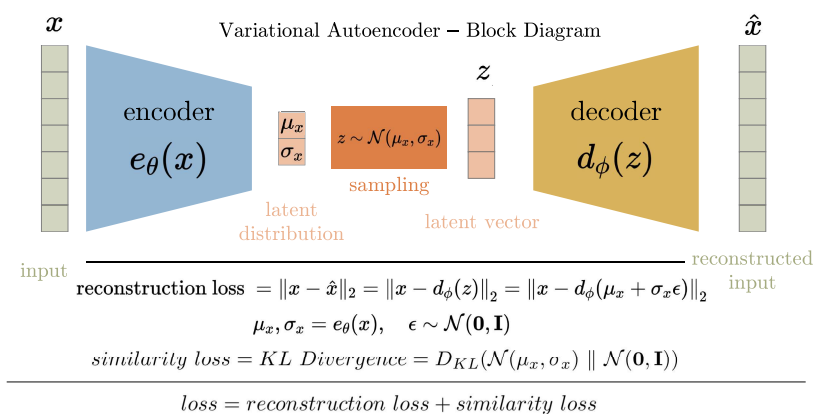 Variational Autoencoder – Block Diagram
x
x̂
z
encoder
e_θ(x)
μ_x
σ_x
z ∼ 𝒩(μ_x, σ_x)
sampling
decoder
d_ϕ(z)
latent
distribution
latent vector
input
reconstructed
input
reconstruction loss = ‖x − x̂‖₂ = ‖x − d_ϕ(z)‖₂ = ‖x − d_ϕ(μ_x + σ_xϵ)‖₂
μ_x, σ_x = e_θ(x), ϵ ∼ 𝒩(0, I)
similarity loss = KL Divergence = D_KL(𝒩(μ_x, σ_x) ‖ 𝒩(0, I))
loss = reconstruction loss + similarity loss